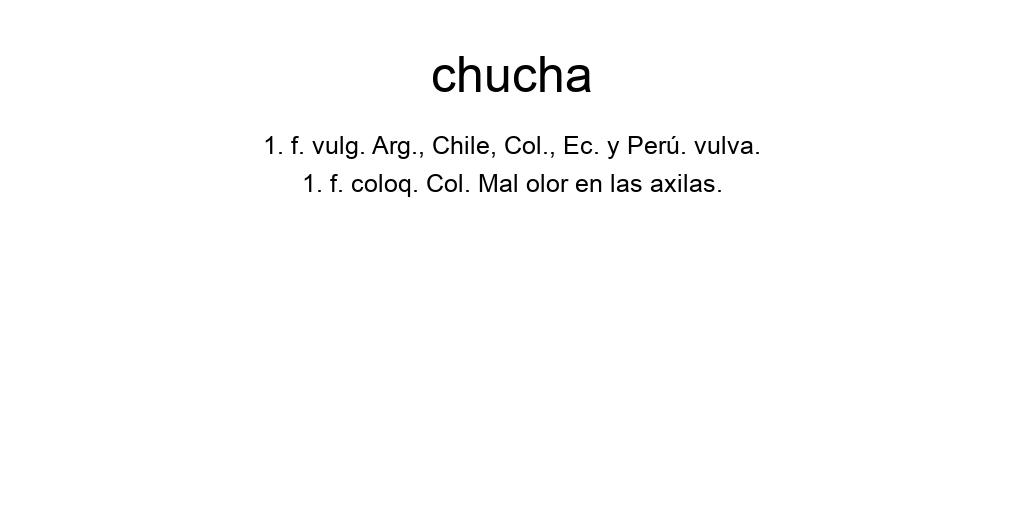 chucha
1. f. vulg. Arg., Chile, Col., Ec. y Perú. vulva.
1. f. coloq. Col. Mal olor en las axilas.